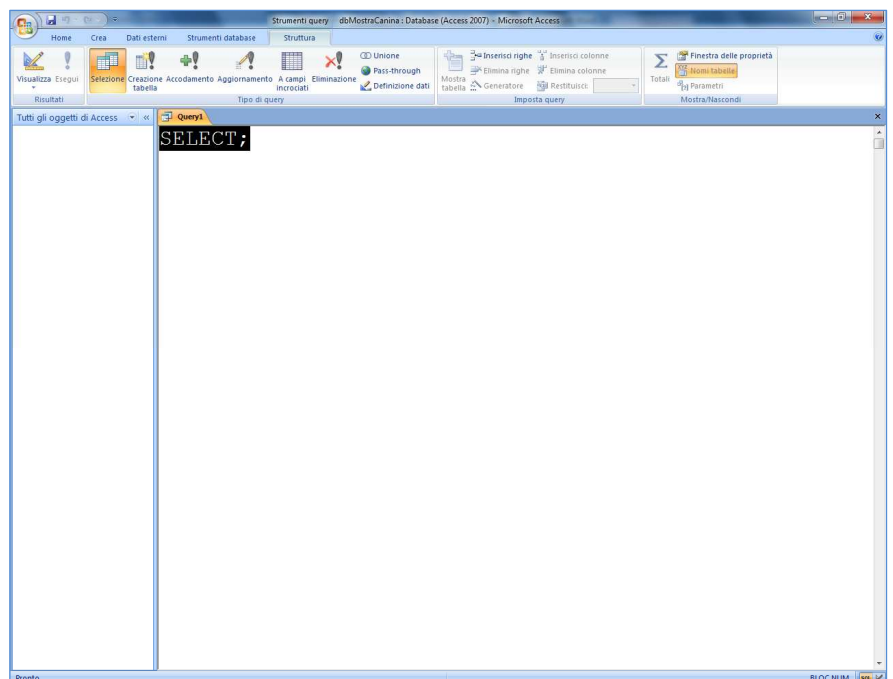 Strumenti query dbMostraCanina : Database (Access 2007) - Microsoft Access
Home Crea Dati esterni Strumenti database Struttura
Visualizza Esegui
Risultati
Selezione Creazione tabella Accodamento Aggiornamento A campi incrociati Eliminazione
Unione
Pass-through
Definizione dati
Tipo di query
Mostra tabella
Inserisci righe
Elimina righe
Generatore
Inserisci colonne
Elimina colonne
Restituisci:
Imposta query
Totali
Finestra delle proprietà
Nomi tabelle
Parametri
Mostra/Nascondi
Tutti gli oggetti di Access
Query1
SELECT;
Pronto
BLOC NUM SQL